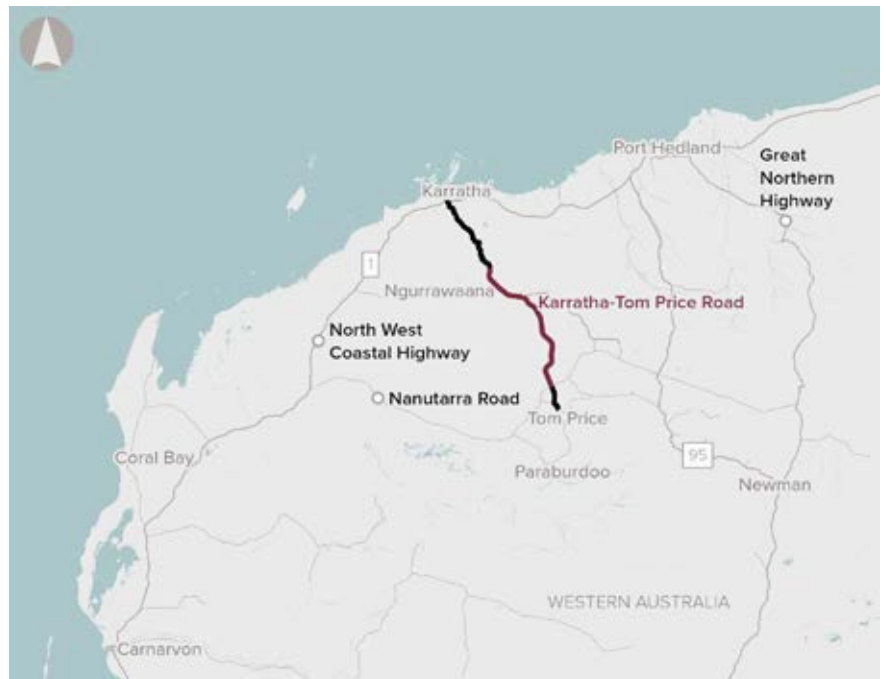 Port Hedland
Great
Northern
Highway
Karratha
1
Ngurrawaana
Karratha-Tom Price Road
North West
Coastal Highway
Nanutarra Road
Tom Price
Coral Bay
95
Paraburdoo
Newman
WESTERN AUSTRALIA
Carnarvon